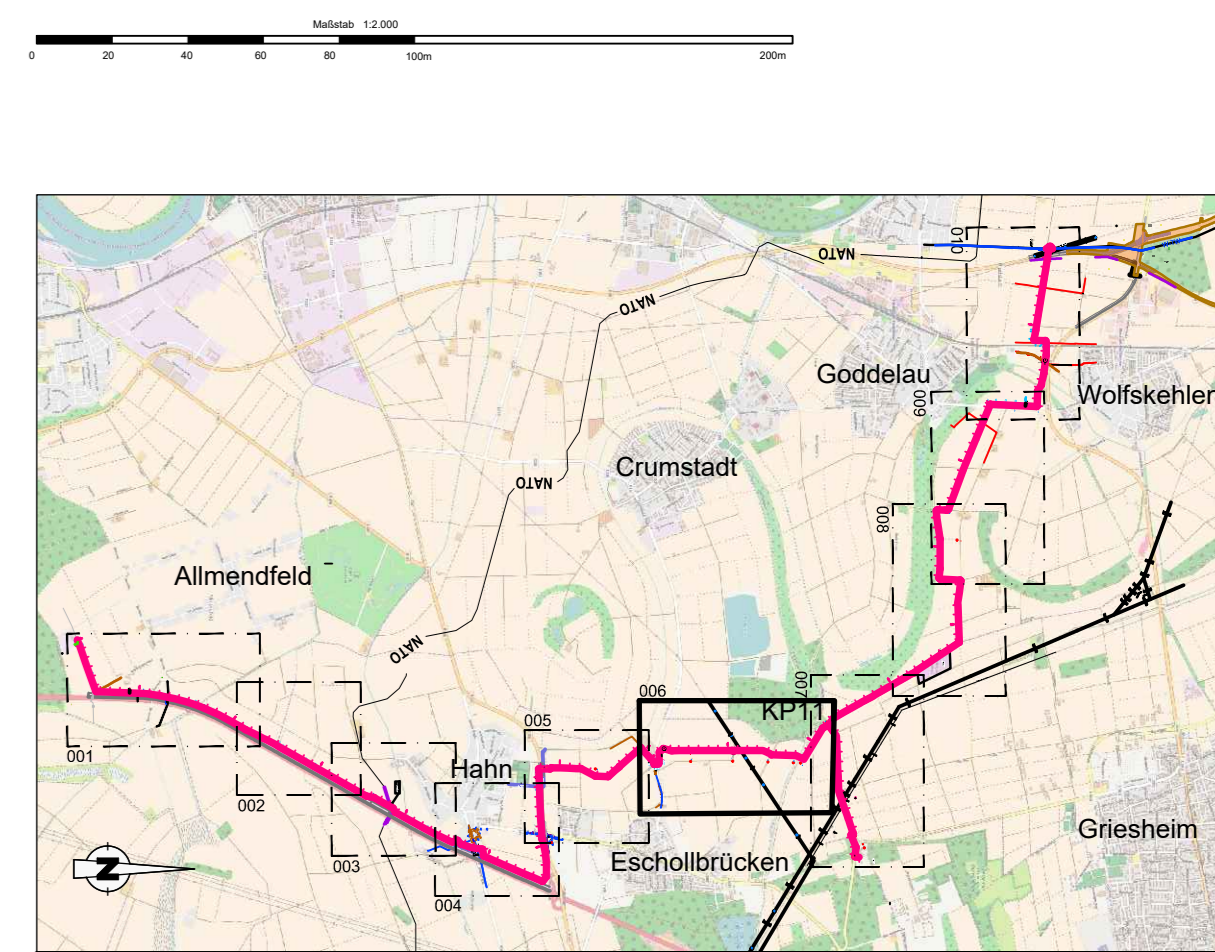 Maßstab 1:2.000
0 20 40 60 80 100m 200m
010
NATO
NATO
Goddelau
009
Wolfskehlen
Crumstadt
NATO
008
Allmendfeld
NATO
007
006
KP11
005
001
Hahn
002
003
Griesheim
Eschollbrücken
004
N